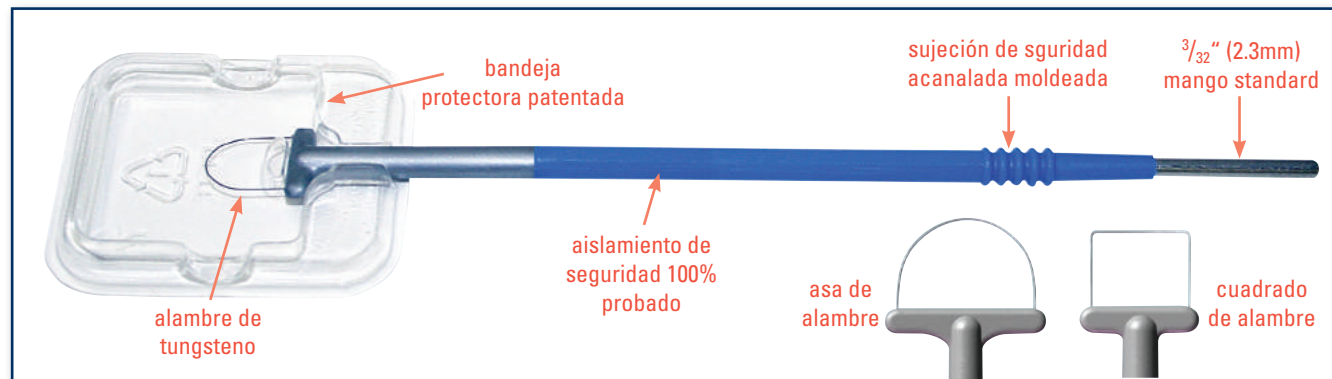 bandeja
protectora patentada
sujeción de sguridad
acanalada moldeada
3/32“ (2.3mm)
mango standard
alambre de
tungsteno
aislamiento de
seguridad 100%
probado
asa de
alambre
cuadrado
de alambre